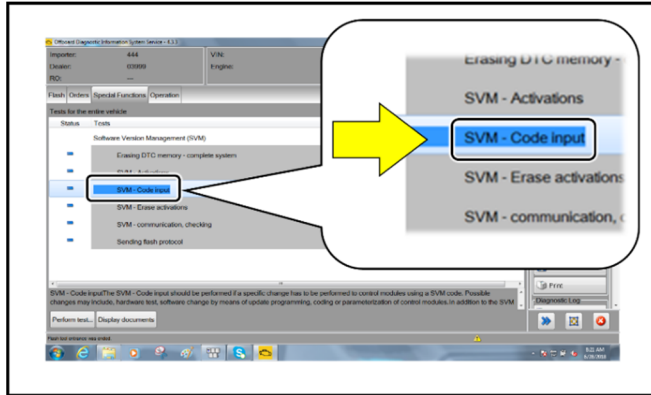 Offboard Diagnostic Information System Service - 4.3.3
Importer: 444 VIN:
Dealer: 03999 Engine:
RO: ---
Flash Orders Special Functions Operation
Tests for the entire vehicle
Status Tests
Software Version Management (SVM)
Erasing DTC memory - complete system
SVM - Activations
SVM - Code input
SVM - Erase activations
SVM - communication, checking
Sending flash protocol
Erasing DTC memory -
SVM - Activations
SVM - Code input
SVM - Erase activations
SVM - communication,
Print
Diagnostic Log
SVM - Code inputThe SVM - Code input should be performed if a specific change has to be performed to control modules using a SVM code. Possible
changes may include, hardware test, software change by means of update programming, coding or parameterization of control modules.In addition to the SVM
Perform test... Display documents